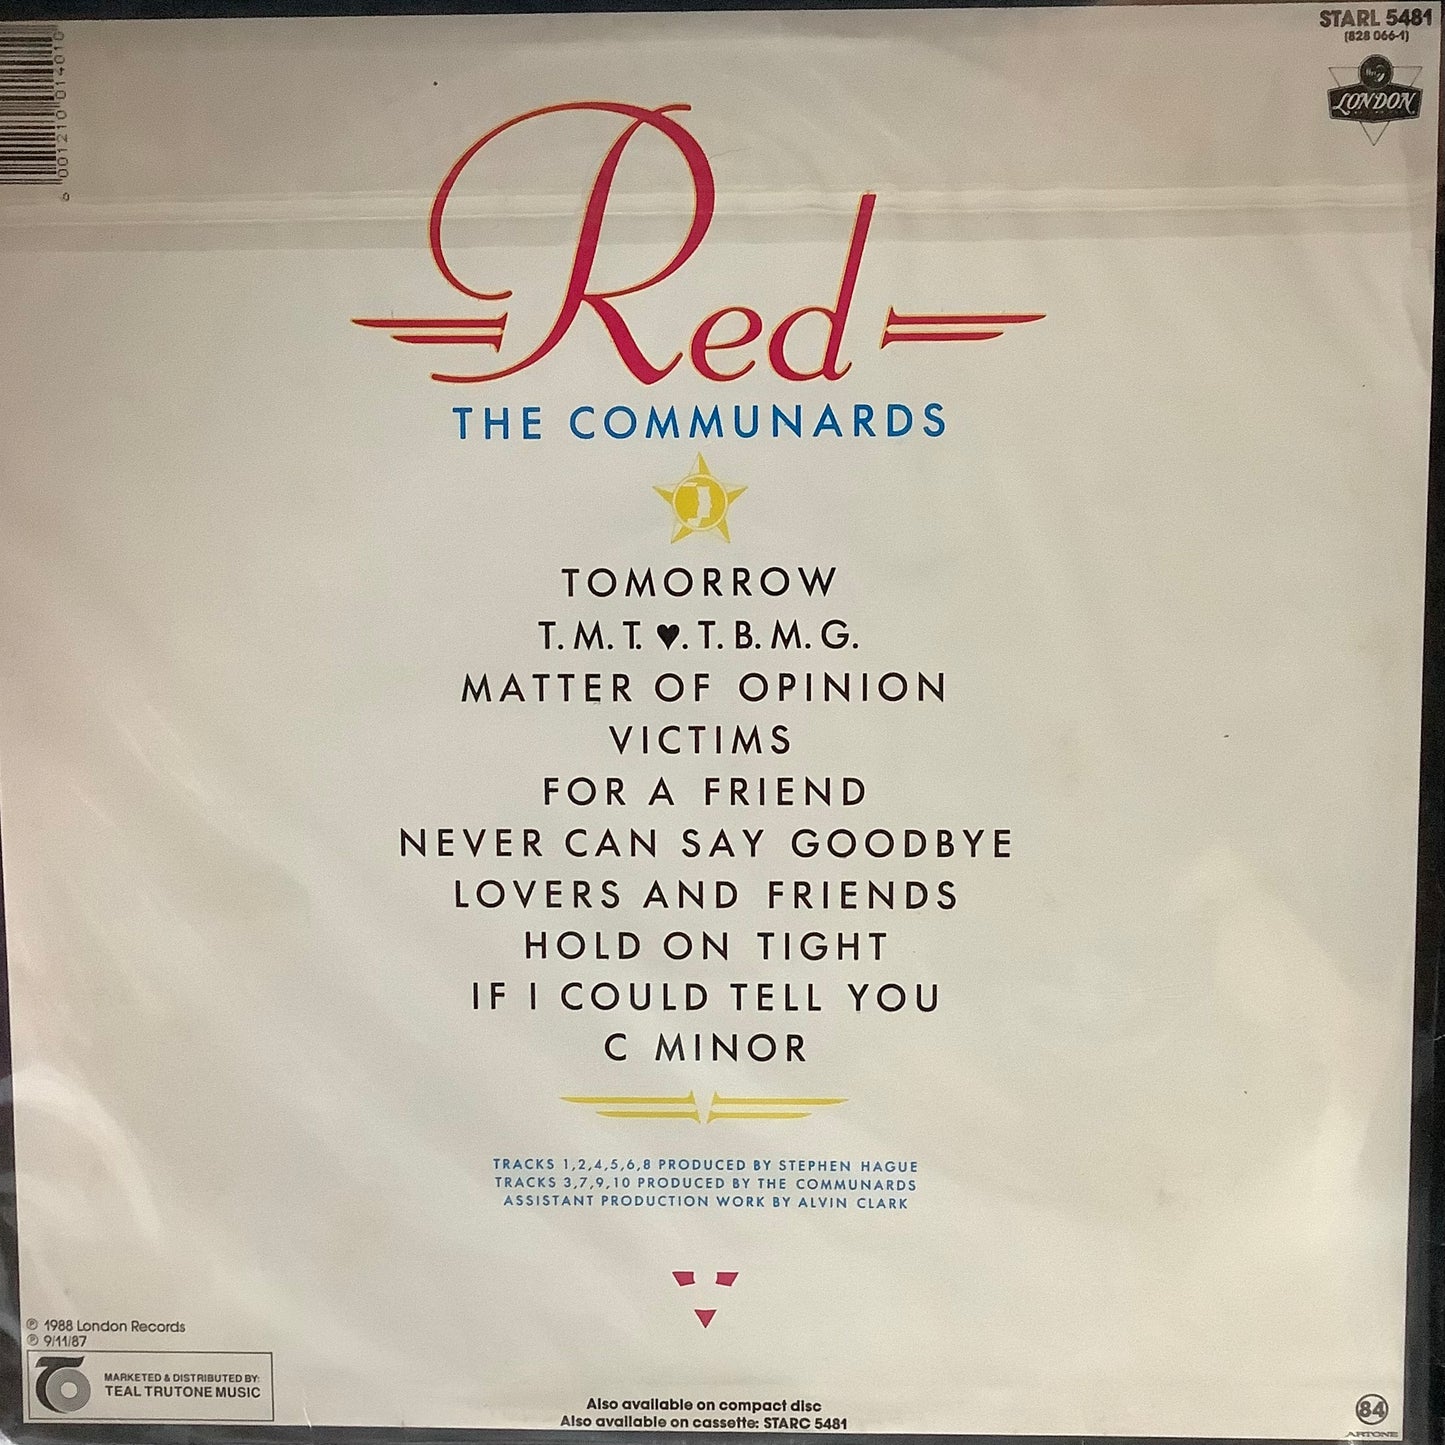 STARL 5481
(828 066-1)
LONDON
0 001210 014010
Red
THE COMMUNARDS
TOMORROW
T. M. T. ♥. T. B. M. G.
MATTER OF OPINION
VICTIMS
FOR A FRIEND
NEVER CAN SAY GOODBYE
LOVERS AND FRIENDS
HOLD ON TIGHT
IF I COULD TELL YOU
C MINOR
TRACKS 1,2,4,5,6,8 PRODUCED BY STEPHEN HAGUE
TRACKS 3,7,9,10 PRODUCED BY THE COMMUNARDS
ASSISTANT PRODUCTION WORK BY ALVIN CLARK
℗ 1988 London Records
℗ 9/11/87
MARKETED & DISTRIBUTED BY:
TEAL TRUTONE MUSIC
Also available on compact disc
Also available on cassette: STARC 5481
84
ARTONE